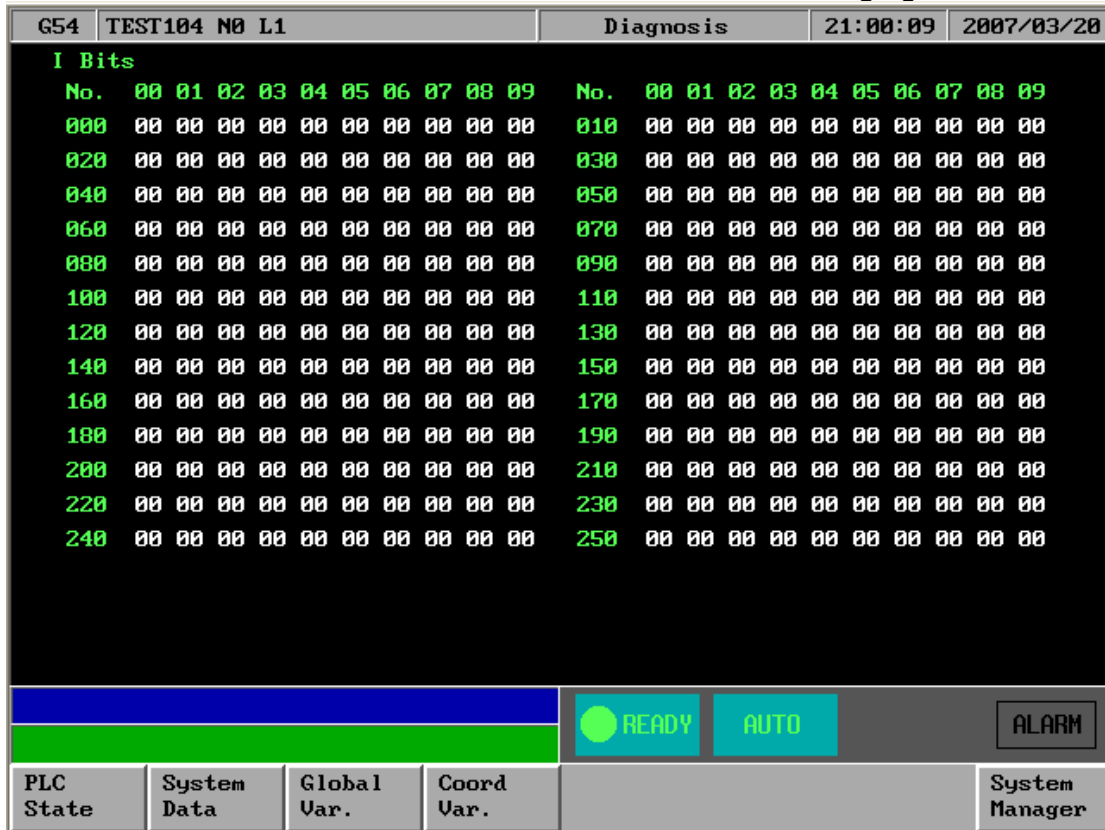 G54 TEST104 N0 L1 Diagnosis 21:00:09 2007/03/20
I Bits
No. 00 01 02 03 04 05 06 07 08 09 No. 00 01 02 03 04 05 06 07 08 09
000 00 00 00 00 00 00 00 00 00 00 010 00 00 00 00 00 00 00 00 00 00
020 00 00 00 00 00 00 00 00 00 00 030 00 00 00 00 00 00 00 00 00 00
040 00 00 00 00 00 00 00 00 00 00 050 00 00 00 00 00 00 00 00 00 00
060 00 00 00 00 00 00 00 00 00 00 070 00 00 00 00 00 00 00 00 00 00
080 00 00 00 00 00 00 00 00 00 00 090 00 00 00 00 00 00 00 00 00 00
100 00 00 00 00 00 00 00 00 00 00 110 00 00 00 00 00 00 00 00 00 00
120 00 00 00 00 00 00 00 00 00 00 130 00 00 00 00 00 00 00 00 00 00
140 00 00 00 00 00 00 00 00 00 00 150 00 00 00 00 00 00 00 00 00 00
160 00 00 00 00 00 00 00 00 00 00 170 00 00 00 00 00 00 00 00 00 00
180 00 00 00 00 00 00 00 00 00 00 190 00 00 00 00 00 00 00 00 00 00
200 00 00 00 00 00 00 00 00 00 00 210 00 00 00 00 00 00 00 00 00 00
220 00 00 00 00 00 00 00 00 00 00 230 00 00 00 00 00 00 00 00 00 00
240 00 00 00 00 00 00 00 00 00 00 250 00 00 00 00 00 00 00 00 00 00
READY AUTO ALARM
PLC System Global Coord System
State Data Var. Var. Manager